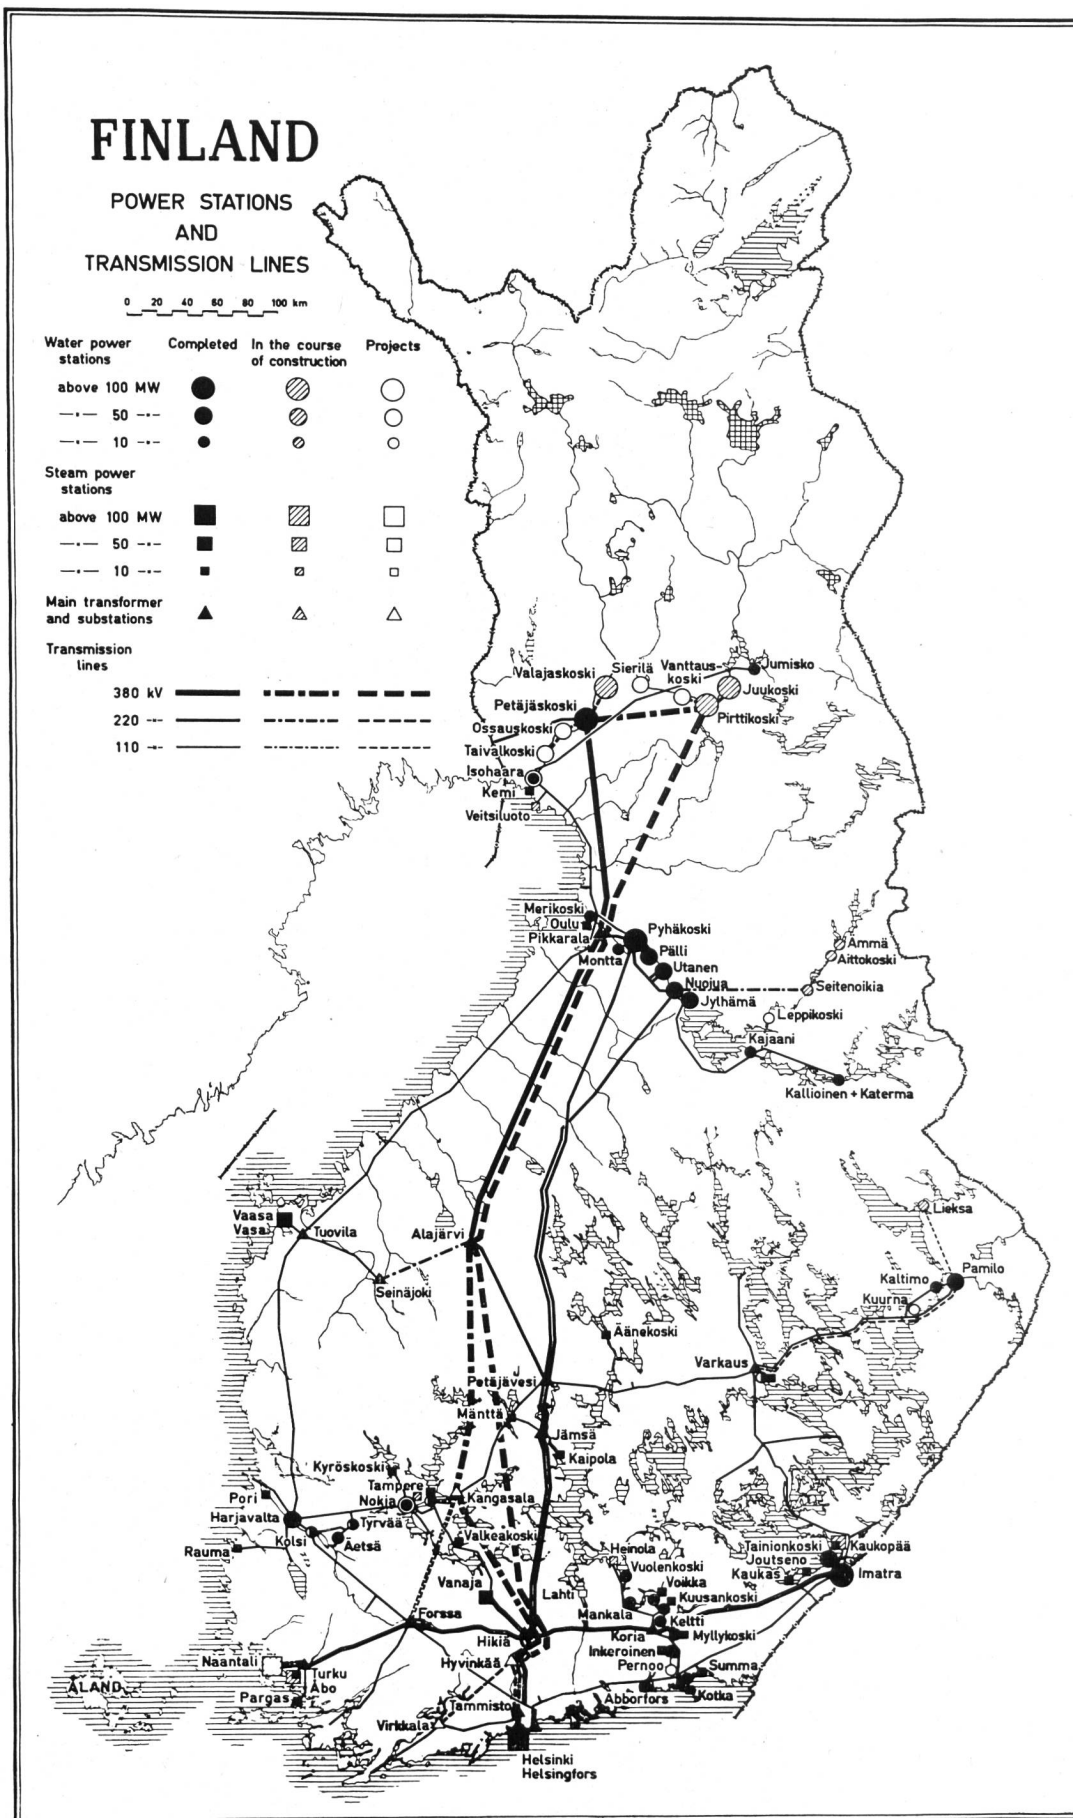 FINLAND
POWER STATIONS
AND
TRANSMISSION LINES
0 20 40 60 80 100 km
Water power stations Completed In the course of construction Projects
above 100 MW
—·— 50 —·—
—·— 10 —·—
Steam power stations
above 100 MW
—·— 50 —·—
—·— 10 —·—
Main transformer and substations
Transmission lines
380 kV
220 —·—
110 —·—
Valajaskoski
Sierilä
Vanttauskoski
Jumisko
Juukoski
Petäjäskoski
Pirttikoski
Ossauskoski
Taivalkoski
Isohaara
Kemi
Veitsiluoto
Merikoski
Oulu
Pikkarala
Pyhäkoski
Montta
Pälli
Utanen
Nuojua
Jylhämä
Ämmä
Aittokoski
Seitenoikia
Leppikoski
Kajaani
Kallioinen + Katerma
Vaasa
Vasa
Tuovila
Alajärvi
Seinäjoki
Lieksa
Pamilo
Kaltimo
Kuurna
Äänekoski
Varkaus
J
Petäjävesi
Mänttä
Jämsä
Kaipola
Kyröskoski
Tampere
Nokia
Kangasala
Pori
Harjavalta
Kolsi
Tyrvää
Äetsä
Rauma
Valkeakoski
Vanaja
Heinola
Vuolenkoski
Voikka
Kuusankoski
Lahti
Mankala
Keltti
Koria
Myllykoski
Inkeroinen
Pernoo
Summa
Abborfors
Kotka
Tainionkoski
Joutseno
Kaukopää
Kaukas
Imatra
Forssa
Hikiä
Hyvinkää
Naantali
Turku
Åbo
Pargas
ÅLAND
Tammisto
Virkkala
Helsinki
Helsingfors